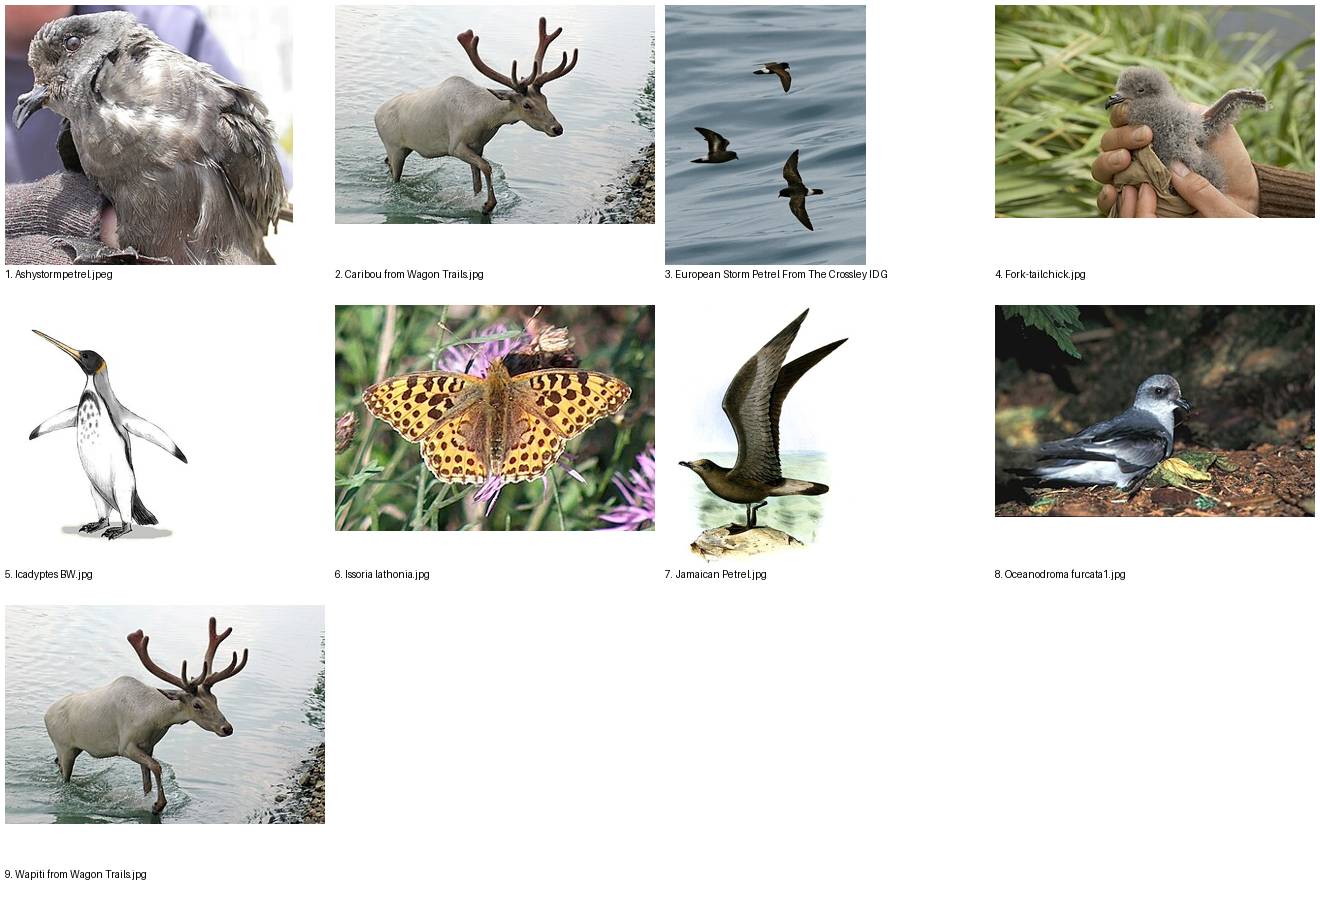 1. Ashystormpetrel.jpeg
2. Caribou from Wagon Trails.jpg
3. European Storm Petrel From The Crossley ID G
4. Fork-tailchick.jpg
5. Icadyptes BW.jpg
6. Issoria lathonia.jpg
7. Jamaican Petrel.jpg
8. Oceanodroma furcata1.jpg
9. Wapiti from Wagon Trails.jpg